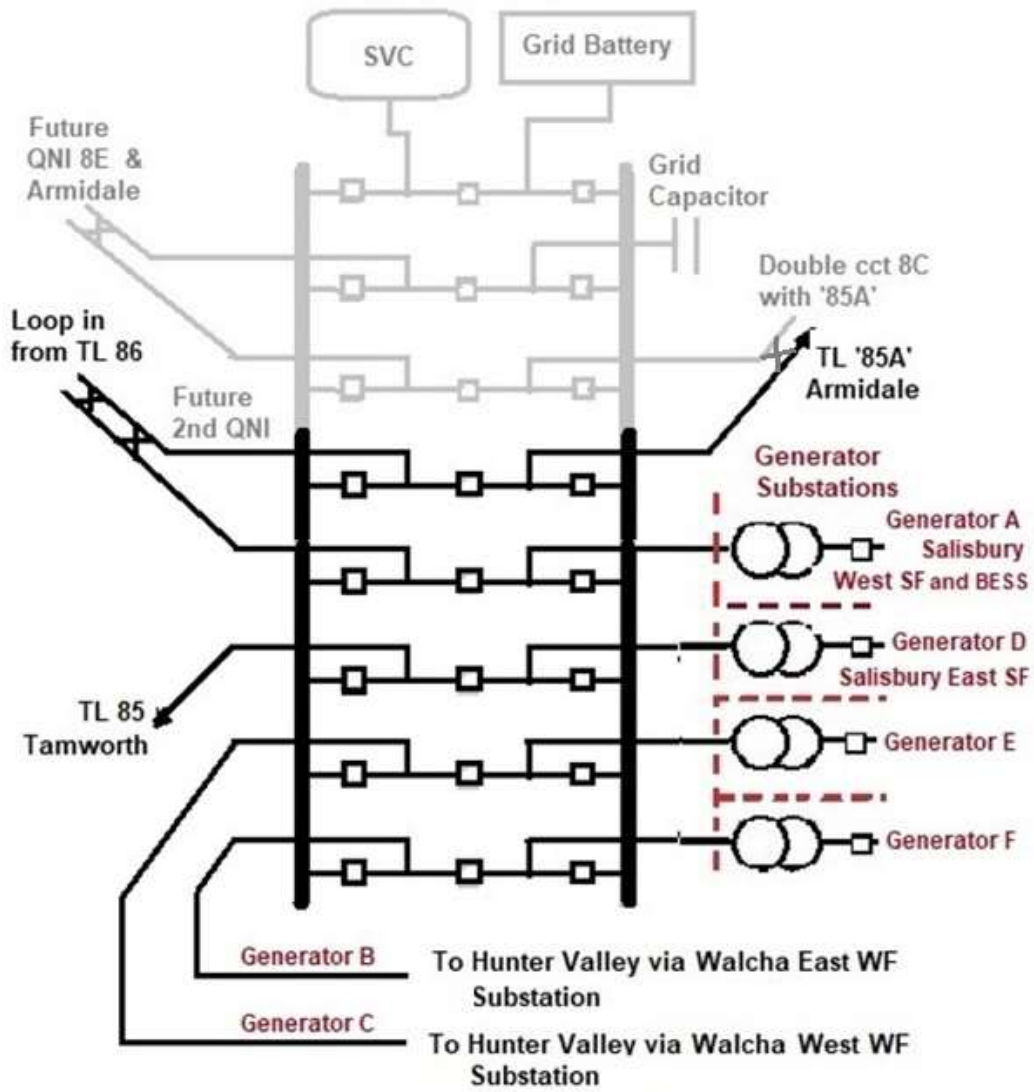 SVC
Grid Battery
Future
QNI 8E &
Armidale
Grid
Capacitor
Double cct 8C
with '85A'
Loop in
from TL 86
TL '85A'
Armidale
Future
2nd QNI
Generator
Substations
Generator A
Salisbury
West SF and BESS
Generator D
Salisbury East SF
TL 85
Tamworth
Generator E
Generator F
Generator B
To Hunter Valley via Walcha East WF
Substation
Generator C
To Hunter Valley via Walcha West WF
Substation